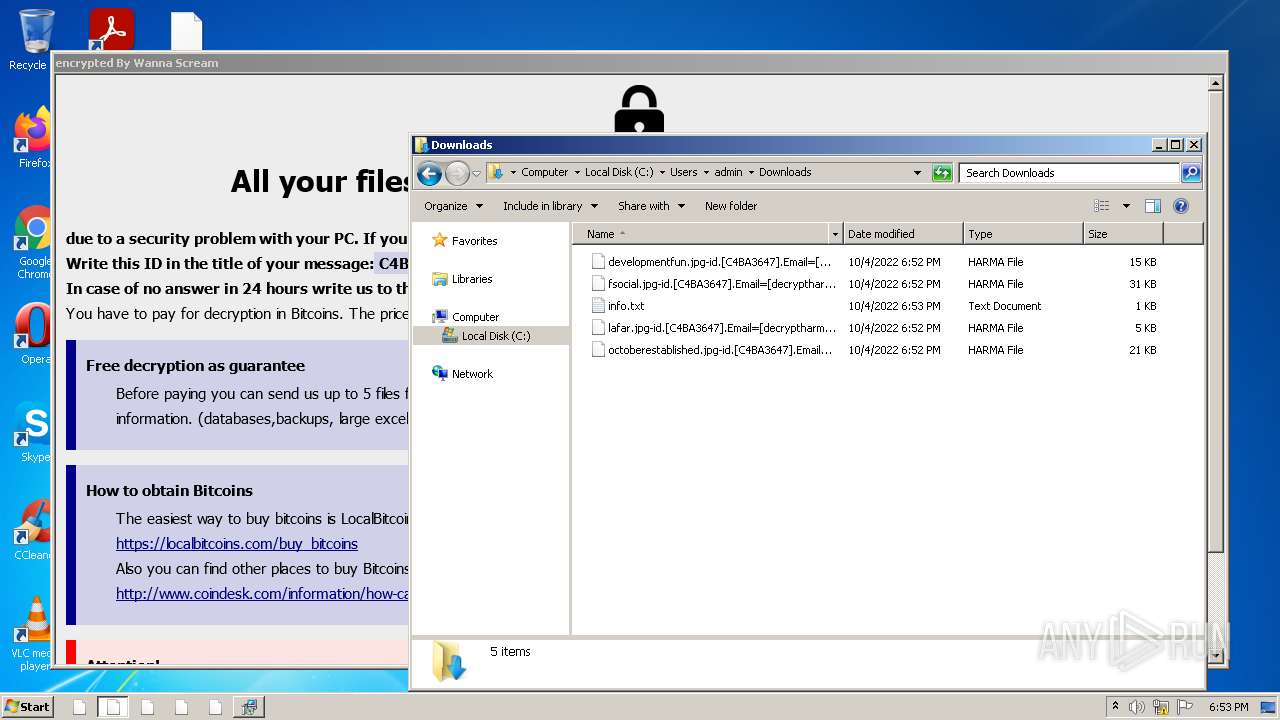 Recycle
encrypted By Wanna Scream
Firefox
Google
Chrome
Opera
Skype
CCleane
VLC med
player
All your files
due to a security problem with your PC. If you
Write this ID in the title of your message: C4B
In case of no answer in 24 hours write us to th
You have to pay for decryption in Bitcoins. The price
Free decryption as guarantee
Before paying you can send us up to 5 files f
information. (databases,backups, large excel
How to obtain Bitcoins
The easiest way to buy bitcoins is LocalBitcoin
https://localbitcoins.com/buy_bitcoins
Also you can find other places to buy Bitcoins
http://www.coindesk.com/information/how-ca
Attention!
Downloads
Computer Local Disk (C:) Users admin Downloads
Search Downloads
Organize Include in library Share with New folder
Favorites
Libraries
Computer
Local Disk (C:)
Network
Name Date modified Type Size
developmentfun.jpg-id.[C4BA3647].Email=[... 10/4/2022 6:52 PM HARMA File 15 KB
fsocial.jpg-id.[C4BA3647].Email=[decrypthar... 10/4/2022 6:52 PM HARMA File 31 KB
info.txt 10/4/2022 6:53 PM Text Document 1 KB
lafar.jpg-id.[C4BA3647].Email=[decryptharm... 10/4/2022 6:52 PM HARMA File 5 KB
octoberestablished.jpg-id.[C4BA3647].Email... 10/4/2022 6:52 PM HARMA File 21 KB
5 items
ANY RUN
Start
6:53 PM